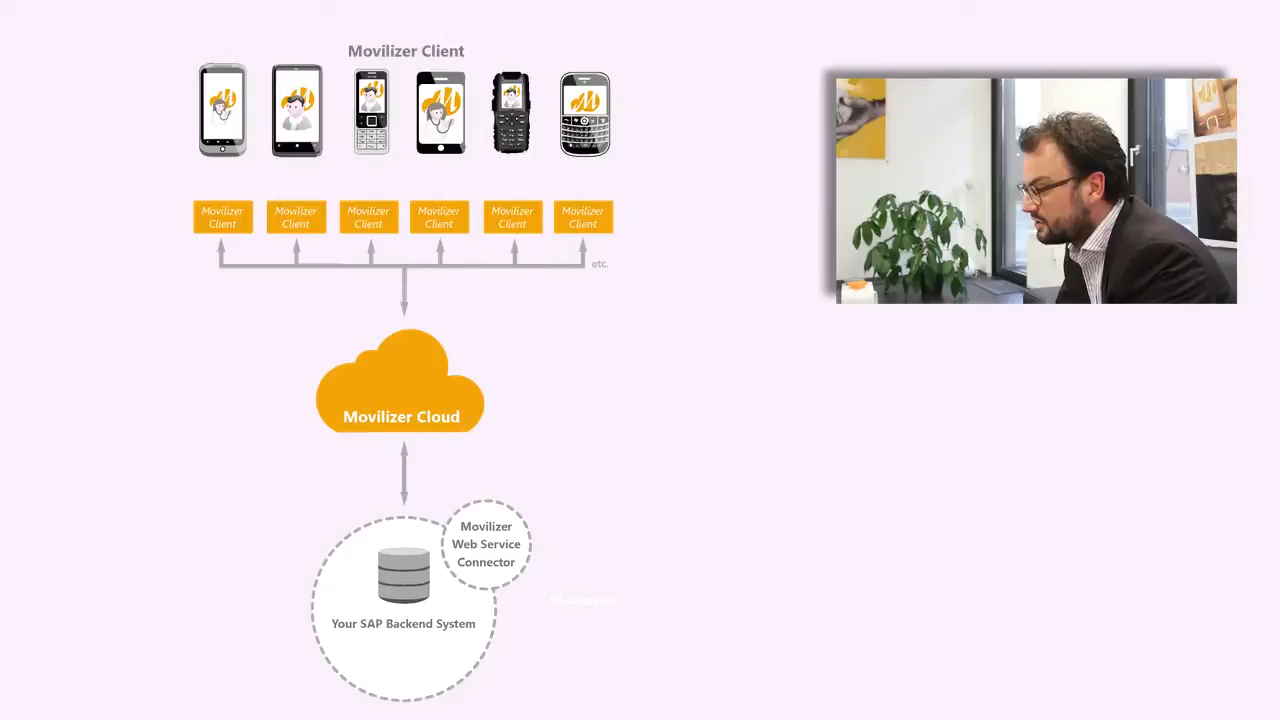 Movilizer Client
Movilizer
Client
Movilizer
Client
Movilizer
Client
Movilizer
Client
Movilizer
Client
Movilizer
Client
etc.
Movilizer Cloud
Movilizer
Web Service
Connector
Your SAP Backend System